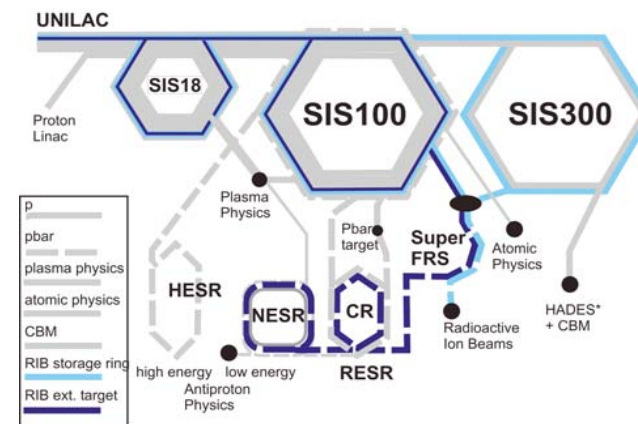 UNILAC
SIS18
SIS100
SIS300
Proton
Linac
Plasma
Physics
Pbar
target
Super
FRS
Atomic
Physics
HADES*
+ CBM
Radioactive
Ion Beams
HESR
NESR
CR
RESR
high energy
low energy
Antiproton
Physics
p
pbar
plasma physics
atomic physics
CBM
RIB storage ring
RIB ext. target